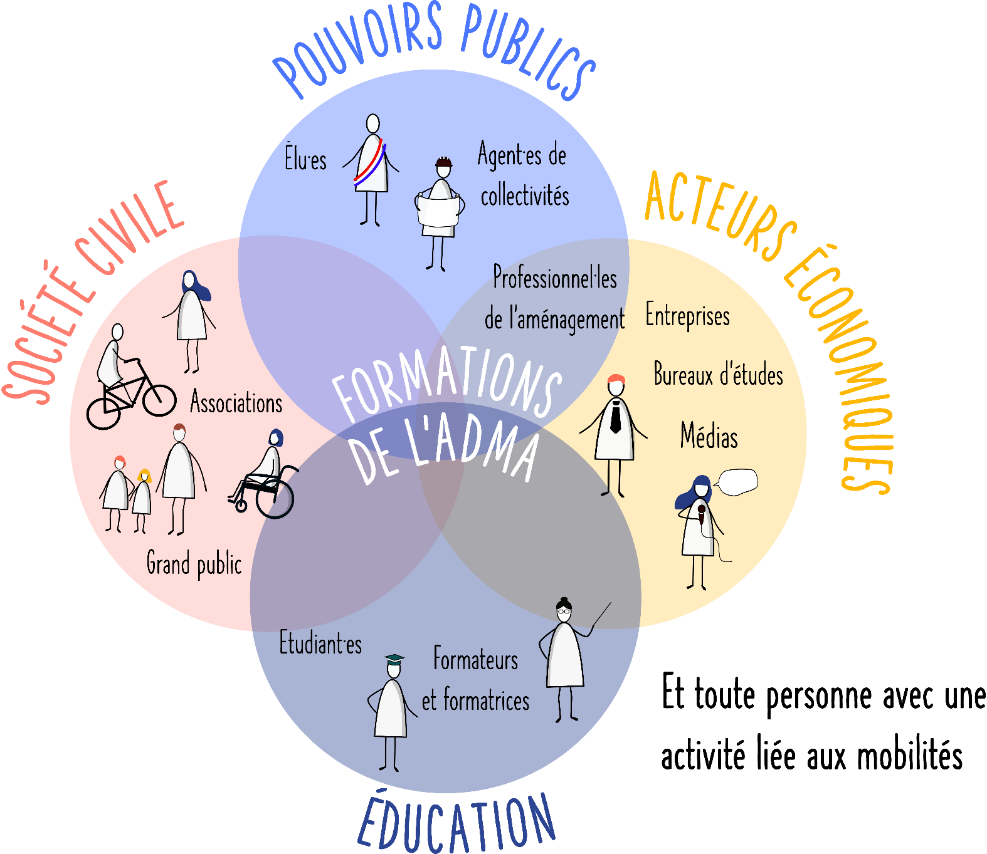 POUVOIRS PUBLICS
Élu·es
Agent·es de
collectivités
SOCIÉTÉ CIVILE
ACTEURS ÉCONOMIQUES
Professionnel·les
de l'aménagement
Entreprises
Bureaux d'études
Médias
Associations
Grand public
FORMATIONS
DE L'ADMA
Etudiant·es
Formateurs
et formatrices
ÉDUCATION
Et toute personne avec une
activité liée aux mobilités